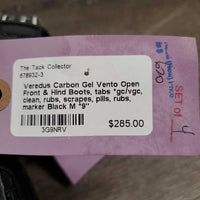 The Tack Collector
678932-3
Veredus Carbon Gel Vento Open
Front & Hind Boots, tabs *gc/vgc,
clean, rubs, scrapes, pills, rubs,
marker Black M *9"
3G9NRV
$285.00
SET of 4